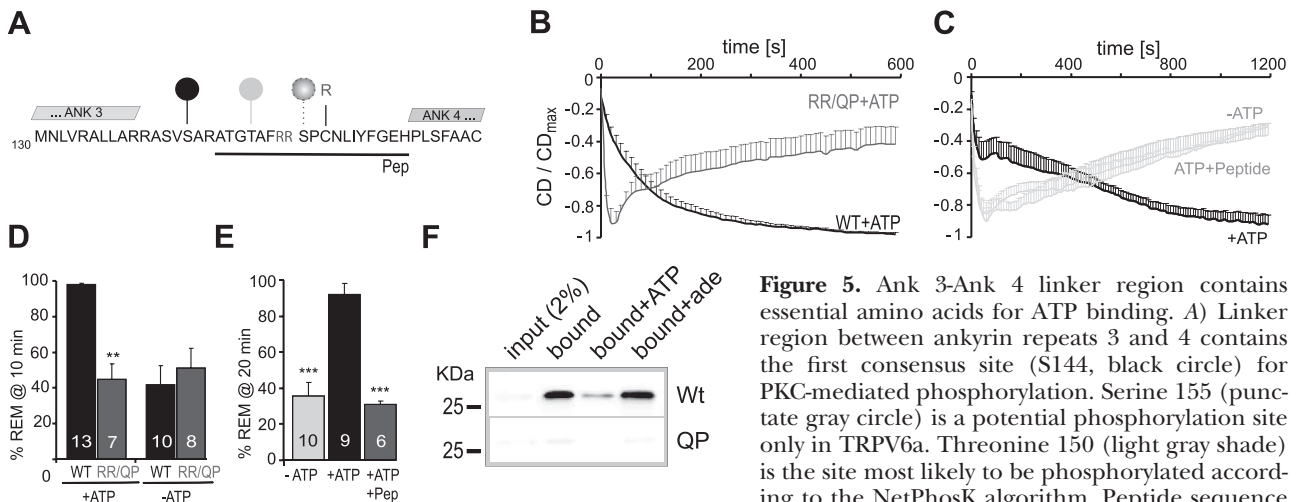 A
... ANK 3
R
ANK 4 ...
130 MNLVRALLARRASVSARATGTAFRR SPCNLIYFGEHPLSFAAC
Pep
B
time [s]
0 200 400 600
0
-0.2
-0.4
-0.6
-0.8
-1
CD / CDmax
RR/QP+ATP
WT+ATP
C
time [s]
0 400 800 1200
0
-0.2
-0.4
-0.6
-0.8
-1
-ATP
ATP+Peptide
+ATP
D
% REM @ 10 min
100
80
60
40
20
0
**
13 7 10 8
WT RR/QP WT RR/QP
+ATP -ATP
E
% REM @ 20 min
100
80
60
40
20
0
*** ***
10 9 6
- ATP +ATP +ATP
+Pep
F
input (2%) bound bound+ATP bound+ade
KDa
25
25
Wt
QP
Figure 5. Ank 3-Ank 4 linker region contains
essential amino acids for ATP binding. A) Linker
region between ankyrin repeats 3 and 4 contains
the first consensus site (S144, black circle) for
PKC-mediated phosphorylation. Serine 155 (punc-
tate gray circle) is a potential phosphorylation site
only in TRPV6a. Threonine 150 (light gray shade)
is the site most likely to be phosphorylated accord-
ing to the NetPhosK algorithm. Peptide sequence